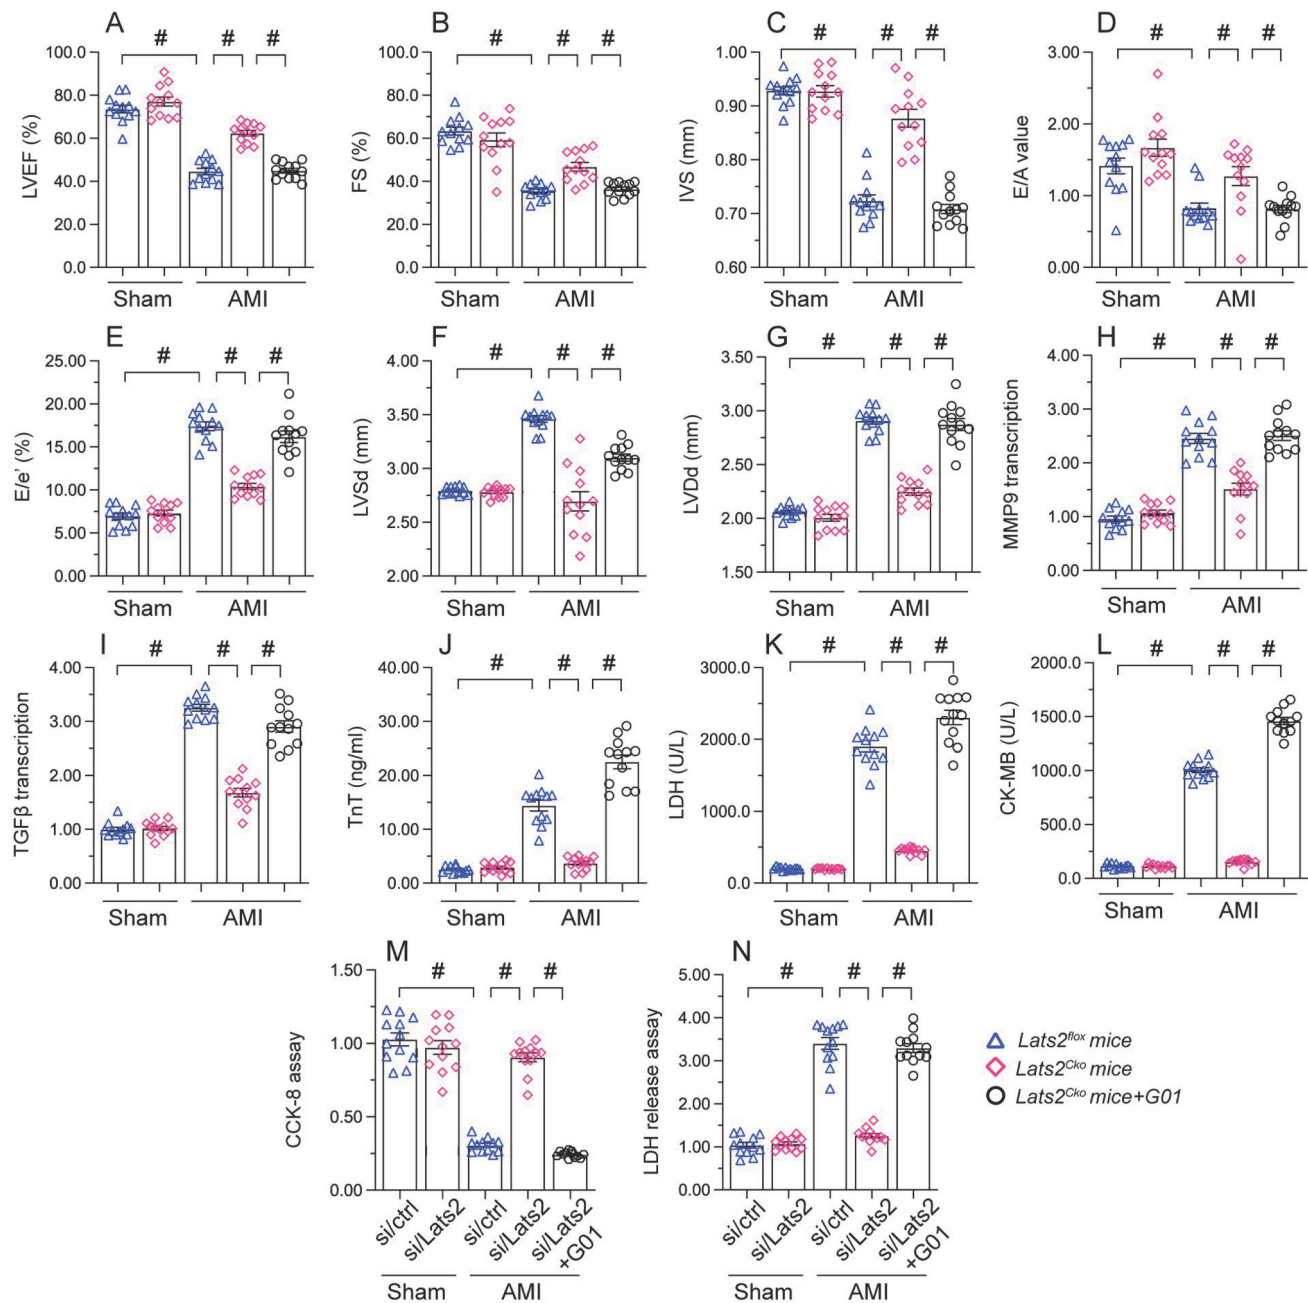 A
#
#
#
LVEF (%)
100.0
80.0
60.0
40.0
20.0
0.0
Sham
AMI
B
#
#
#
FS (%)
100.0
80.0
60.0
40.0
20.0
0.0
Sham
AMI
C
#
#
#
IVS (mm)
1.00
0.90
0.80
0.70
0.60
Sham
AMI
D
#
#
#
E/A value
3.00
2.00
1.00
0.00
Sham
AMI
E
#
#
#
E/e' (%)
25.00
20.00
15.00
10.00
5.00
0.00
Sham
AMI
F
#
#
#
LVSd (mm)
4.00
3.50
3.00
2.50
2.00
Sham
AMI
G
#
#
#
LVDd (mm)
3.50
3.00
2.50
2.00
1.50
Sham
AMI
H
#
#
#
MMP9 transcription
4.00
3.00
2.00
1.00
0.00
Sham
AMI
I
#
#
#
TGFβ transcription
4.00
3.00
2.00
1.00
0.00
Sham
AMI
J
#
#
#
TnT (ng/ml)
40.00
30.00
20.00
10.00
0.00
Sham
AMI
K
#
#
#
LDH (U/L)
3000.0
2000.0
1000.0
0.0
Sham
AMI
L
#
#
#
CK-MB (U/L)
2000.0
1500.0
1000.0
500.0
0.0
Sham
AMI
M
#
#
#
CCK-8 assay
1.50
1.00
0.50
0.00
si/ctrl
si/Lats2
si/ctrl
si/Lats2
si/Lats2
+G01
Sham
AMI
N
#
#
#
LDH release assay
5.00
4.00
3.00
2.00
1.00
0.00
si/ctrl
si/Lats2
si/ctrl
si/Lats2
si/Lats2
+G01
Sham
AMI
Lats2flox mice
Lats2Cko mice
Lats2Cko mice+G01